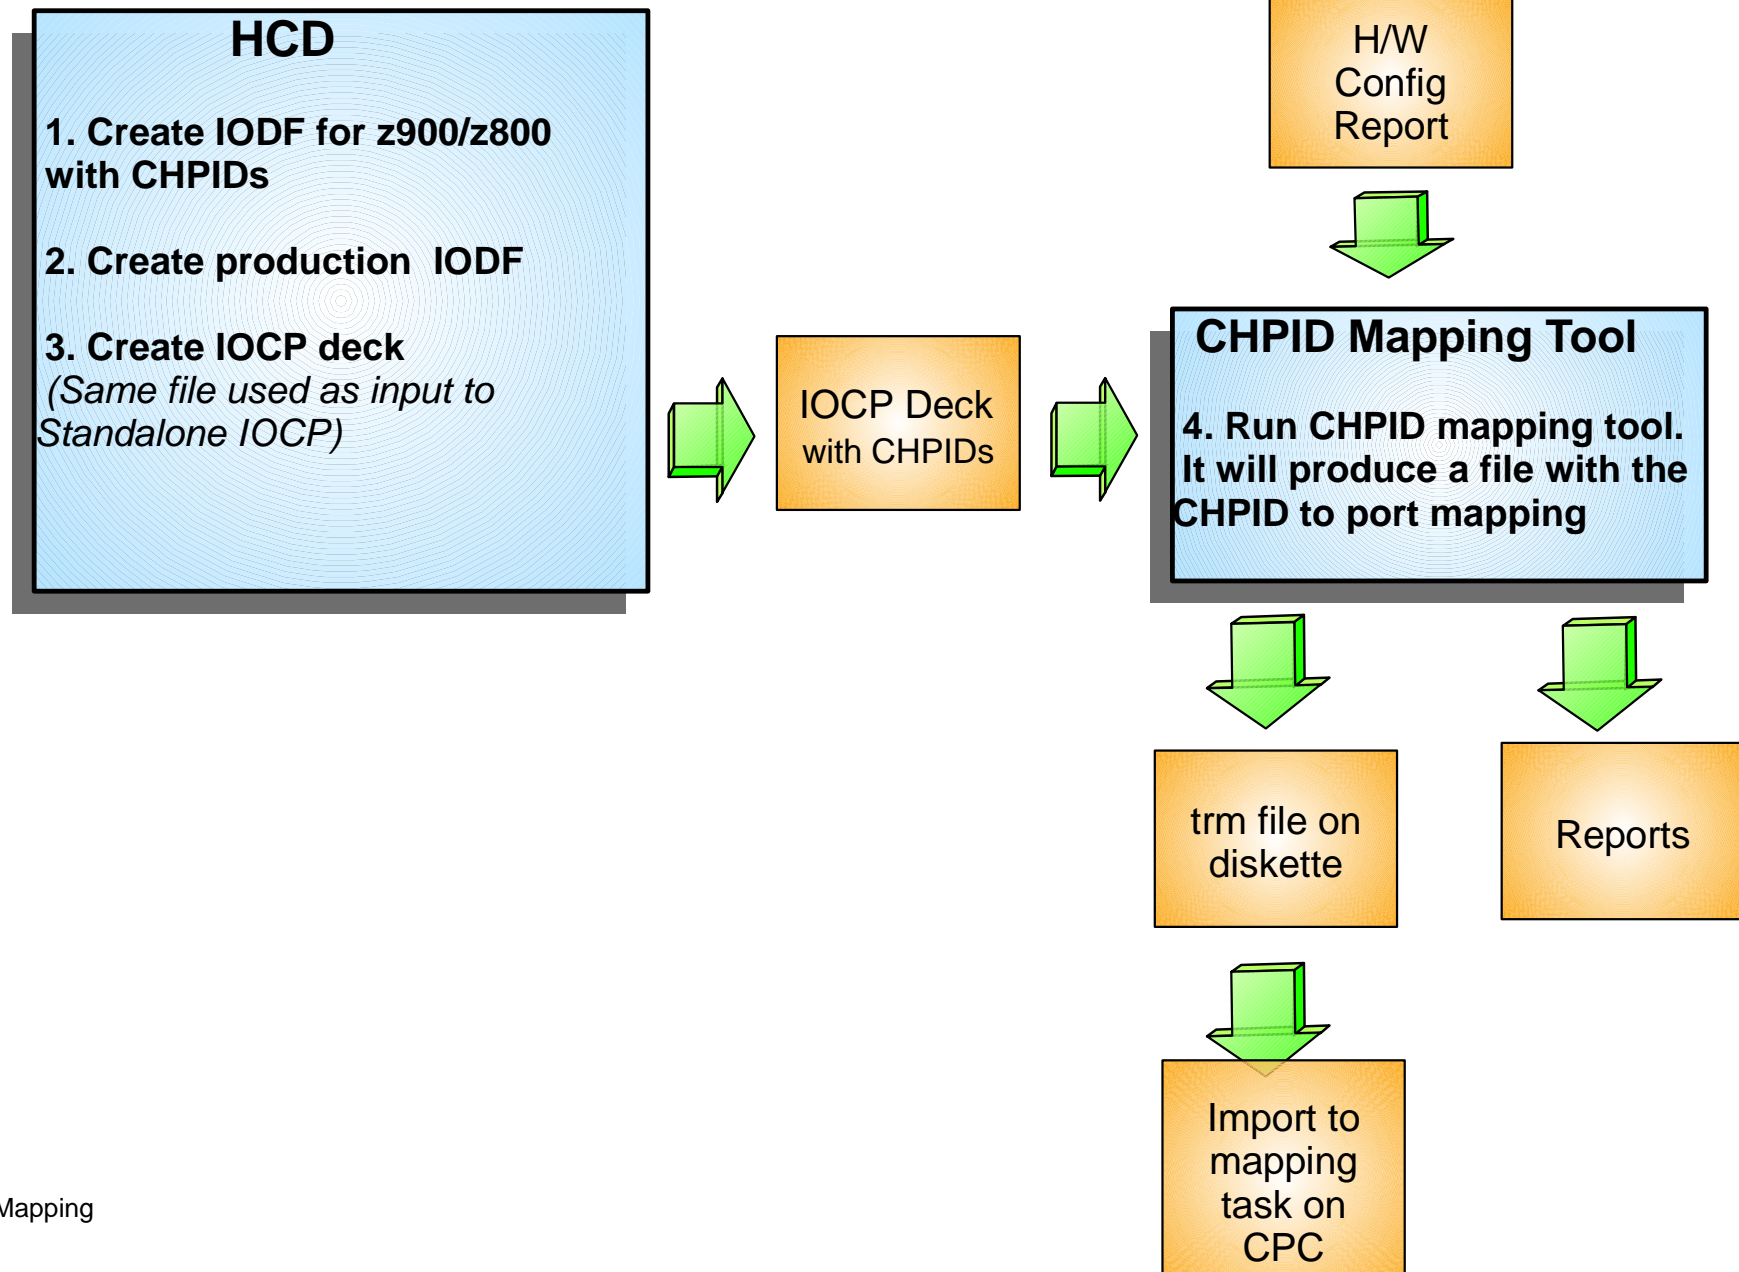 HCD
1. Create IODF for z900/z800
with CHPIDs
2. Create production IODF
3. Create IOCP deck
(Same file used as input to
Standalone IOCP)
IOCP Deck
with CHPIDs
H/W
Config
Report
CHPID Mapping Tool
4. Run CHPID mapping tool.
It will produce a file with the
CHPID to port mapping
trm file on
diskette
Reports
Import to
mapping
task on
CPC
Mapping